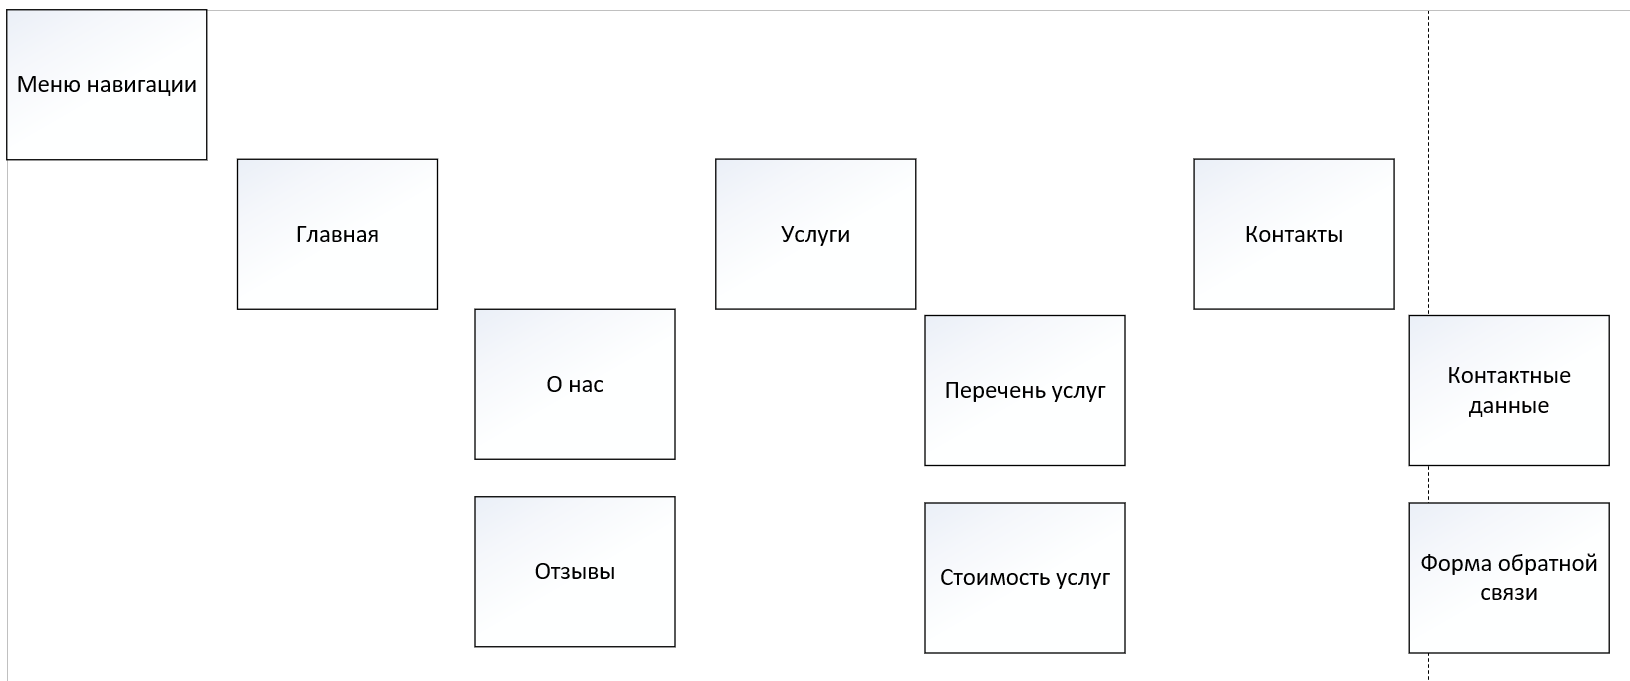 Меню навигации
Главная
Услуги
Контакты
О нас
Перечень услуг
Контактные
данные
Отзывы
Стоимость услуг
Форма обратной
связи